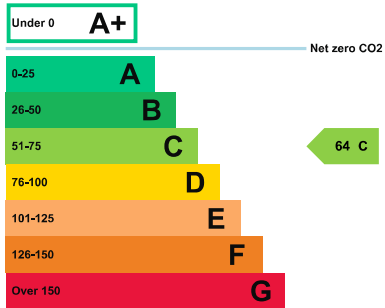 Under 0 A+
Net zero CO2
0-25 A
26-50 B
51-75 C
64 C
76-100 D
101-125 E
126-150 F
Over 150 G